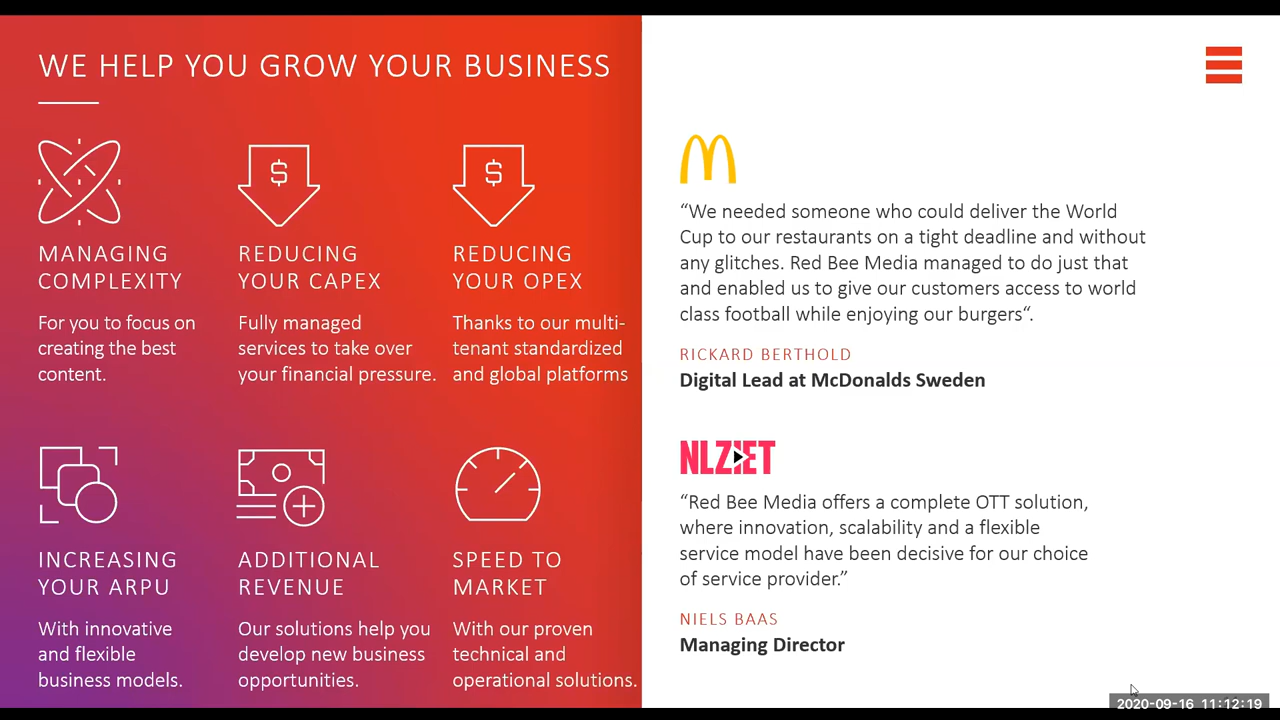 WE HELP YOU GROW YOUR BUSINESS
$
$
MANAGING
COMPLEXITY
For you to focus on
creating the best
content.
REDUCING
YOUR CAPEX
Fully managed
services to take over
your financial pressure.
REDUCING
YOUR OPEX
Thanks to our multi-
tenant standardized
and global platforms
INCREASING
YOUR ARPU
With innovative
and flexible
business models.
ADDITIONAL
REVENUE
Our solutions help you
develop new business
opportunities.
SPEED TO
MARKET
With our proven
technical and
operational solutions.
“We needed someone who could deliver the World
Cup to our restaurants on a tight deadline and without
any glitches. Red Bee Media managed to do just that
and enabled us to give our customers access to world
class football while enjoying our burgers“.
RICKARD BERTHOLD
Digital Lead at McDonalds Sweden
NLZIET
“Red Bee Media offers a complete OTT solution,
where innovation, scalability and a flexible
service model have been decisive for our choice
of service provider.”
NIELS BAAS
Managing Director
2020-09-16 11:12:19